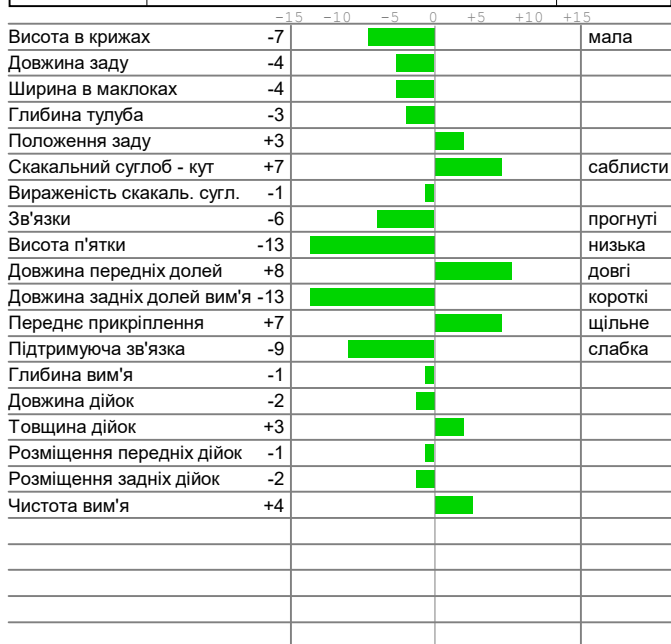 -15 -10 -5 0 +5 +10 +15
Висота в крижах -7 мала
Довжина заду -4
Ширина в маклоках -4
Глибина тулуба -3
Положення заду +3
Скакальний суглоб - кут +7 саблисти
Вираженість скакаль. сугл. -1
Зв'язки -6 прогнуті
Висота п'ятки -13 низька
Довжина передніх долей +8 довгі
Довжина задніх долей вим'я -13 короткі
Переднє прикріплення +7 щільне
Підтримуюча зв'язка -9 слабка
Глибина вим'я -1
Довжина дійок -2
Товщина дійок +3
Розміщення передніх дійок -1
Розміщення задніх дійок -2
Чистота вим'я +4